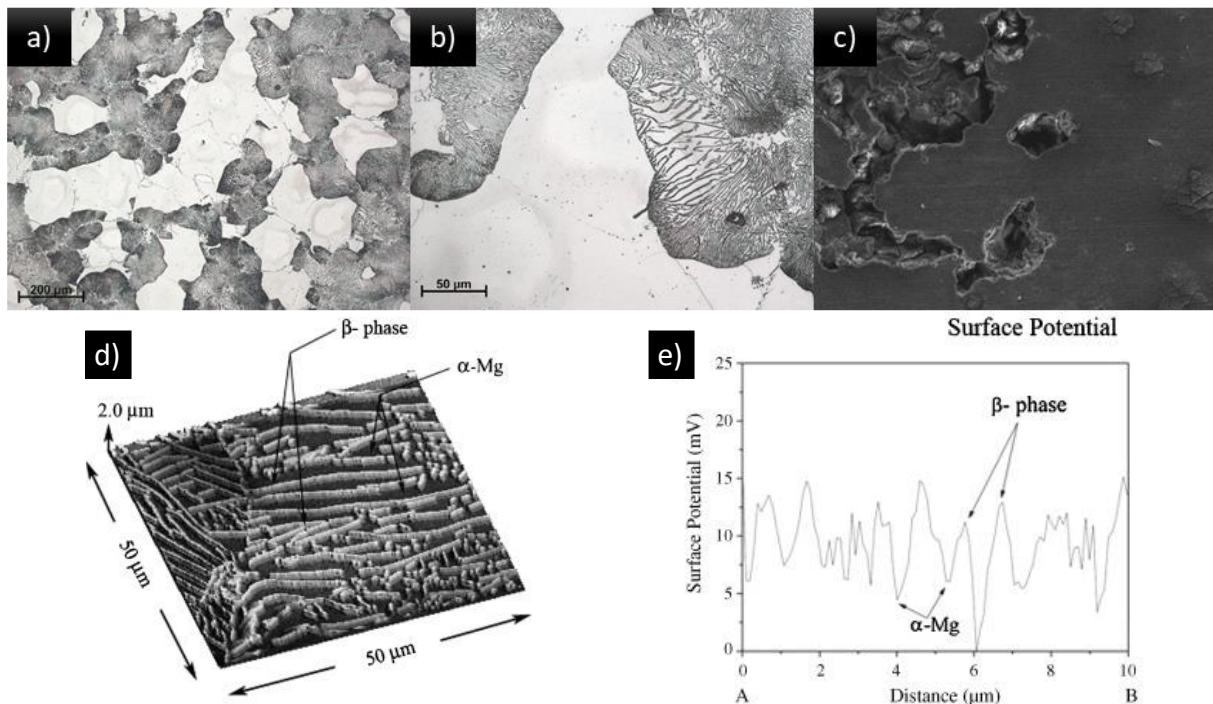 a)
b)
c)
200 µm
50 µm
d)
β- phase
α-Mg
2.0 µm
50 µm
50 µm
e)
Surface Potential
Surface Potential (mV)
25
20
15
10
5
0
β- phase
α-Mg
0
2
4
6
8
10
A
Distance (µm)
B